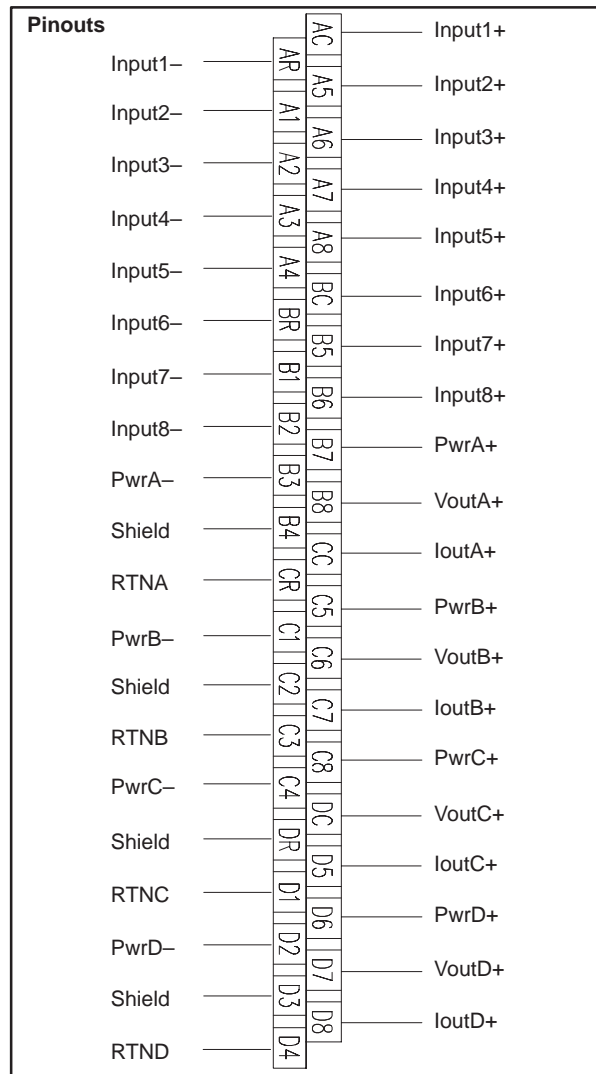 Pinouts
AC Input1+
Input1– AR
A5 Input2+
Input2– A1
A6 Input3+
Input3– A2
A7 Input4+
Input4– A3
A8 Input5+
Input5– A4
BC Input6+
Input6– BR
B5 Input7+
Input7– B1
B6 Input8+
Input8– B2
B7 PwrA+
PwrA– B3
B8 VoutA+
Shield B4
CC IoutA+
RTNA CR
C5 PwrB+
PwrB– C1
C6 VoutB+
Shield C2
C7 IoutB+
RTNB C3
C8 PwrC+
PwrC– C4
DC VoutC+
Shield DR
D5 IoutC+
RTNC D1
D6 PwrD+
PwrD– D2
D7 VoutD+
Shield D3
D8 IoutD+
RTND D4